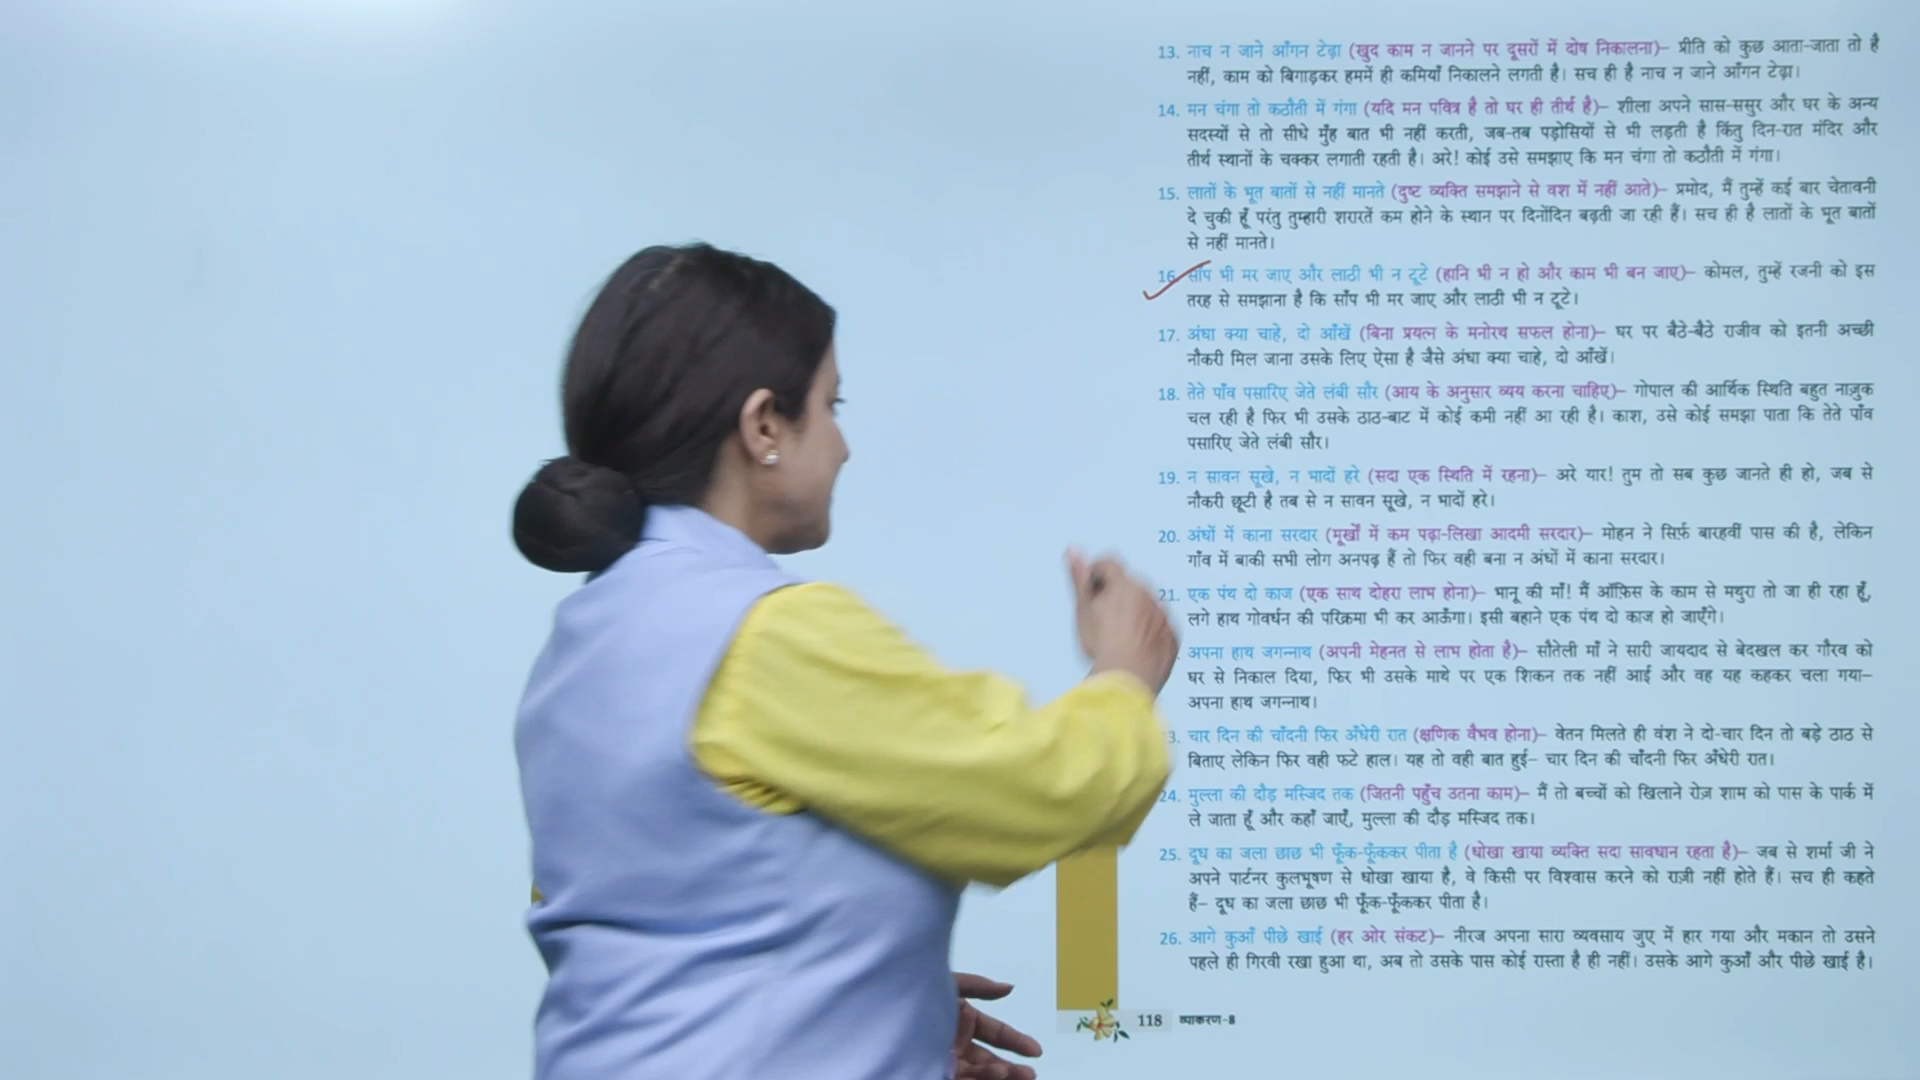 13. नाच न जाने आँगन टेढ़ा (खुद काम न जानने पर दूसरों में दोष निकालना)– प्रीति को कुछ आता-जाता तो है
नहीं, काम को बिगाड़कर हममें ही कमियाँ निकालने लगती है। सच ही है नाच न जाने आँगन टेढ़ा।
14. मन चंगा तो कठौती में गंगा (यदि मन पवित्र है तो घर ही तीर्थ है)– शीला अपने सास-ससुर और घर के अन्य
सदस्यों से तो सीधे मुँह बात भी नहीं करती, जब-तब पड़ोसियों से भी लड़ती है किंतु दिन-रात मंदिर और
तीर्थ स्थानों के चक्कर लगाती रहती है। अरे! कोई उसे समझाए कि मन चंगा तो कठौती में गंगा।
15. लातों के भूत बातों से नहीं मानते (दुष्ट व्यक्ति समझाने से वश में नहीं आते)– प्रमोद, मैं तुम्हें कई बार चेतावनी
दे चुकी हूँ परंतु तुम्हारी शरारतें कम होने के स्थान पर दिनोंदिन बढ़ती जा रही हैं। सच ही है लातों के भूत बातों
से नहीं मानते।
16. साँप भी मर जाए और लाठी भी न टूटे (हानि भी न हो और काम भी बन जाए)– कोमल, तुम्हें रजनी को इस
तरह से समझाना है कि साँप भी मर जाए और लाठी भी न टूटे।
17. अंधा क्या चाहे, दो आँखें (बिना प्रयत्न के मनोरथ सफल होना)– घर पर बैठे-बैठे राजीव को इतनी अच्छी
नौकरी मिल जाना उसके लिए ऐसा है जैसे अंधा क्या चाहे, दो आँखें।
18. तेते पाँव पसारिए जेते लंबी सौर (आय के अनुसार व्यय करना चाहिए)– गोपाल की आर्थिक स्थिति बहुत नाज़ुक
चल रही है फिर भी उसके ठाठ-बाट में कोई कमी नहीं आ रही है। काश, उसे कोई समझा पाता कि तेते पाँव
पसारिए जेते लंबी सौर।
19. न सावन सूखे, न भादों हरे (सदा एक स्थिति में रहना)– अरे यार! तुम तो सब कुछ जानते ही हो, जब से
नौकरी छूटी है तब से न सावन सूखे, न भादों हरे।
20. अंधों में काना सरदार (मूर्खों में कम पढ़ा-लिखा आदमी सरदार)– मोहन ने सिर्फ़ बारहवीं पास की है, लेकिन
गाँव में बाकी सभी लोग अनपढ़ हैं तो फिर वही बना न अंधों में काना सरदार।
21. एक पंथ दो काज (एक साथ दोहरा लाभ होना)– भानू की माँ! मैं ऑफ़िस के काम से मथुरा तो जा ही रहा हूँ,
लगे हाथ गोवर्धन की परिक्रमा भी कर आऊँगा। इसी बहाने एक पंथ दो काज हो जाएँगे।
अपना हाथ जगन्नाथ (अपनी मेहनत से लाभ होता है)– सौतेली माँ ने सारी जायदाद से बेदखल कर गौरव को
घर से निकाल दिया, फिर भी उसके माथे पर एक शिकन तक नहीं आई और वह यह कहकर चला गया–
अपना हाथ जगन्नाथ।
3. चार दिन की चाँदनी फिर अँधेरी रात (क्षणिक वैभव होना)– वेतन मिलते ही वंश ने दो-चार दिन तो बड़े ठाठ से
बिताए लेकिन फिर वही फटे हाल। यह तो वही बात हुई– चार दिन की चाँदनी फिर अँधेरी रात।
24. मुल्ला की दौड़ मस्जिद तक (जितनी पहुँच उतना काम)– मैं तो बच्चों को खिलाने रोज़ शाम को पास के पार्क में
ले जाता हूँ और कहाँ जाएँ, मुल्ला की दौड़ मस्जिद तक।
25. दूध का जला छाछ भी फूँक-फूँककर पीता है (धोखा खाया व्यक्ति सदा सावधान रहता है)– जब से शर्मा जी ने
अपने पार्टनर कुलभूषण से धोखा खाया है, वे किसी पर विश्वास करने को राज़ी नहीं होते हैं। सच ही कहते
हैं– दूध का जला छाछ भी फूँक-फूँककर पीता है।
26. आगे कुआँ पीछे खाई (हर ओर संकट)– नीरज अपना सारा व्यवसाय जुए में हार गया और मकान तो उसने
पहले ही गिरवी रखा हुआ था, अब तो उसके पास कोई रास्ता है ही नहीं। उसके आगे कुआँ और पीछे खाई है।
118 व्याकरण-8